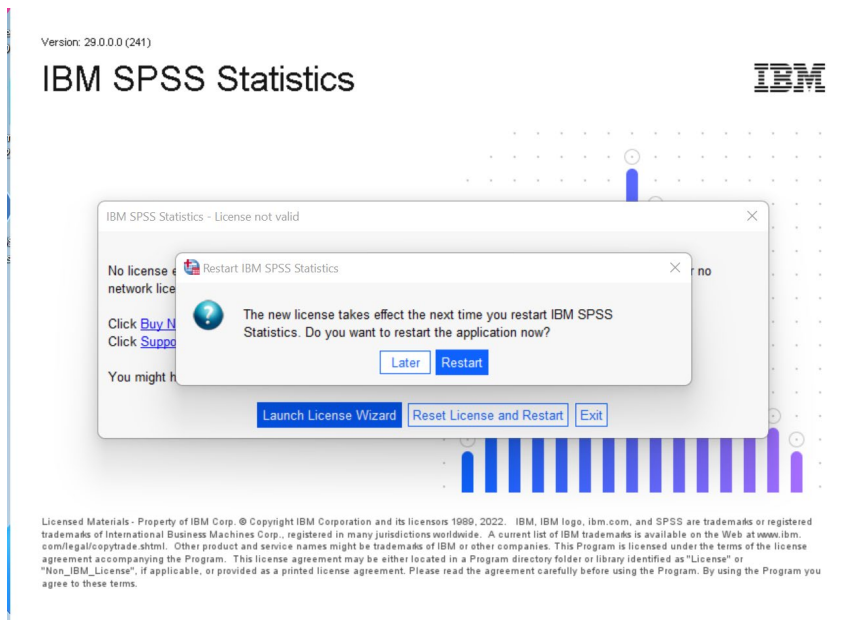 Version: 29.0.0.0 (241)
IBM SPSS Statistics
IBM
IBM SPSS Statistics - License not valid
No license
r no
network lice
Restart IBM SPSS Statistics
The new license takes effect the next time you restart IBM SPSS
Statistics. Do you want to restart the application now?
Later Restart
Click Buy N
Click Suppo
You might h
Launch License Wizard Reset License and Restart Exit
Licensed Materials - Property of IBM Corp. © Copyright IBM Corporation and its licensors 1989, 2022. IBM, IBM logo, ibm.com, and SPSS are trademarks or registered
trademarks of International Business Machines Corp., registered in many jurisdictions worldwide. A current list of IBM trademarks is available on the Web at www.ibm.
com/legal/copytrade.shtml. Other product and service names might be trademarks of IBM or other companies. This Program is licensed under the terms of the license
agreement accompanying the Program. This license agreement may be either located in a Program directory folder or library identified as "License" or
"Non_IBM_License", if applicable, or provided as a printed license agreement. Please read the agreement carefully before using the Program. By using the Program you
agree to these terms.